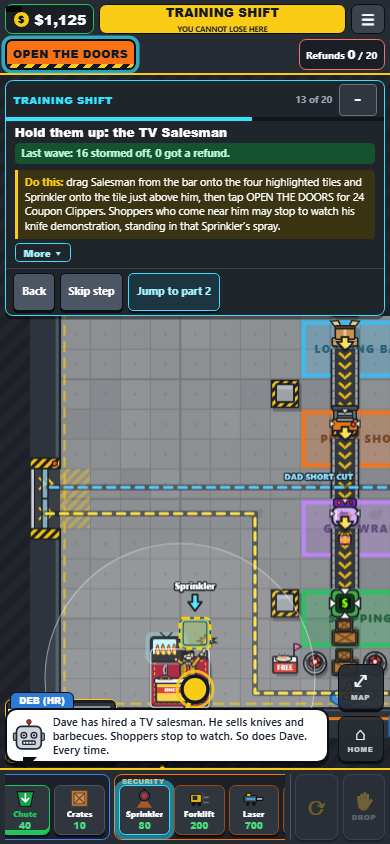 $ $1,125
TRAINING SHIFT
YOU CANNOT LOSE HERE
OPEN THE DOORS
Refunds 0 / 20
TRAINING SHIFT
13 of 20
Hold them up: the TV Salesman
Last wave: 16 stormed off, 0 got a refund.
Do this: drag Salesman from the bar onto the four highlighted tiles and
Sprinkler onto the tile just above him, then tap OPEN THE DOORS for 24
Coupon Clippers. Shoppers who come near him may stop to watch his
knife demonstration, standing in that Sprinkler's spray.
More
Back
Skip step
Jump to part 2
DAD SHORT CUT
Sprinkler
$
FREE
MAP
DEB (HR)
Dave has hired a TV salesman. He sells knives and
barbecues. Shoppers stop to watch. So does Dave.
Every time.
HOME
SECURITY
Chute
40
Crates
10
Sprinkler
80
Forklift
200
Laser
700
DROP